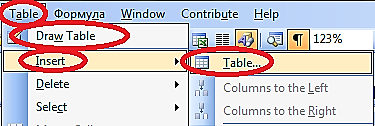 Table Формула Window Contribute Help
Draw Table
Insert
Delete
Select
123%
Table...
Columns to the Left
Columns to the Right